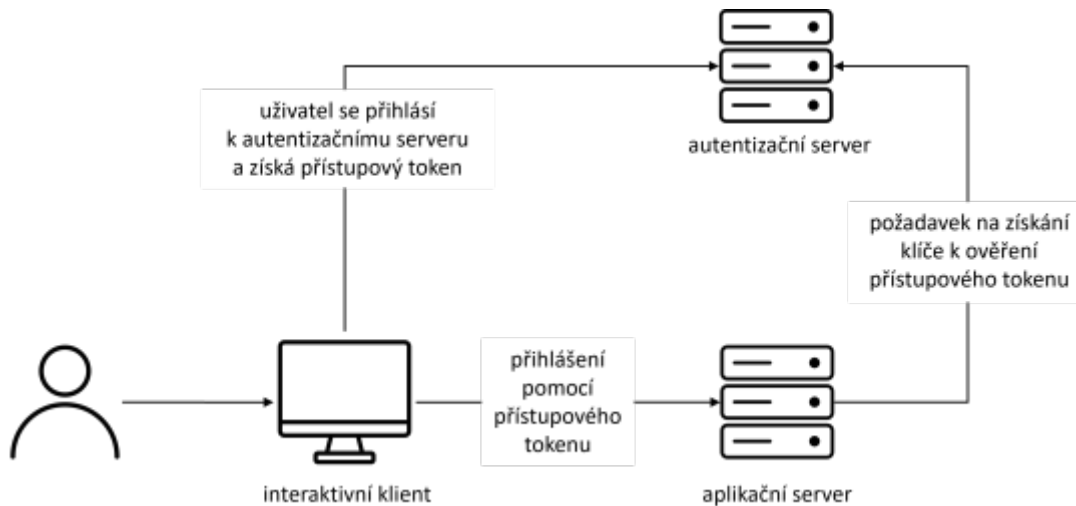 uživatel se přihlásí
k autentizačnímu serveru
a získá přístupový token
autentizační server
požadavek na získání
klíče k ověření
přístupového tokenu
přihlášení
pomocí
přístupového
tokenu
interaktivní klient
aplikační server